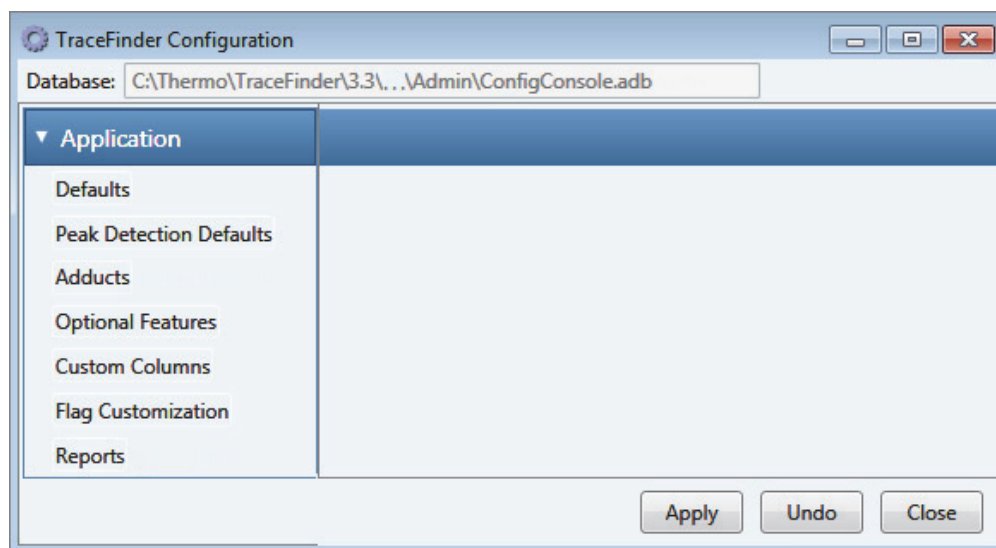 TraceFinder Configuration
Database: C:\Thermo\TraceFinder\3.3\. . .\Admin\ConfigConsole.adb
Application
Defaults
Peak Detection Defaults
Adducts
Optional Features
Custom Columns
Flag Customization
Reports
Apply Undo Close